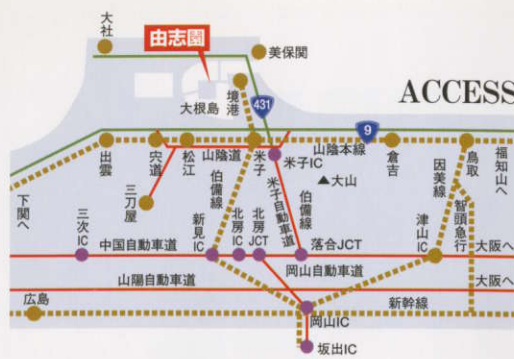 大社
由志園
美保関
境港
大根島
431
ACCESS
9
出雲
宍道
松江
山陰道
米子
米子IC
山陰本線
倉吉
鳥取
福知山へ
下関へ
三刀屋
伯備線
米子自動車道
伯備線
大山
因美線
智頭急行
三次IC
中国自動車道
新見IC
北房IC
北房JCT
落合JCT
津山IC
大阪へ
岡山自動車道
山陽自動車道
大阪へ
広島
新幹線
岡山IC
坂出IC